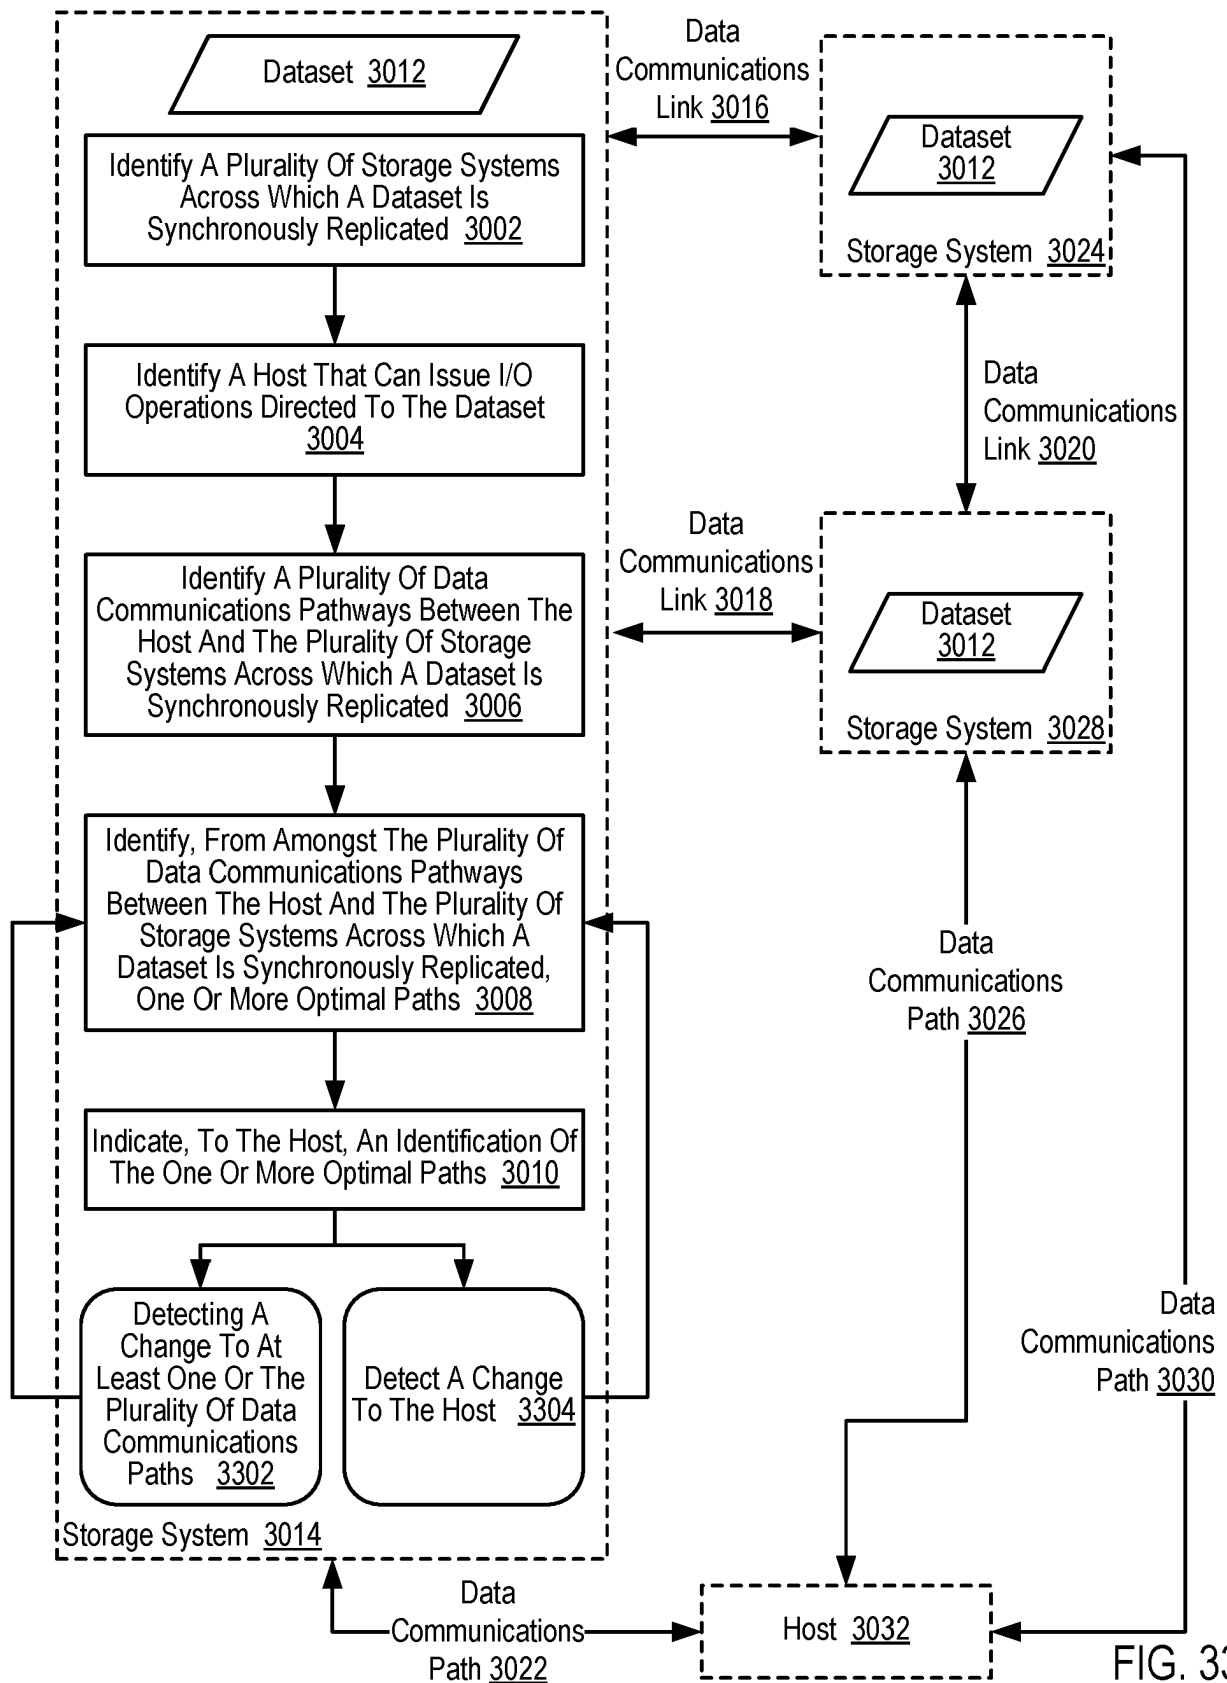 Dataset 3012
Identify A Plurality Of Storage Systems
Across Which A Dataset Is
Synchronously Replicated 3002
Identify A Host That Can Issue I/O
Operations Directed To The Dataset
3004
Identify A Plurality Of Data
Communications Pathways Between The
Host And The Plurality Of Storage
Systems Across Which A Dataset Is
Synchronously Replicated 3006
Identify, From Amongst The Plurality Of
Data Communications Pathways
Between The Host And The Plurality Of
Storage Systems Across Which A
Dataset Is Synchronously Replicated,
One Or More Optimal Paths 3008
Indicate, To The Host, An Identification Of
The One Or More Optimal Paths 3010
Detecting A
Change To At
Least One Or The
Plurality Of Data
Communications
Paths 3302
Detect A Change
To The Host 3304
Storage System 3014
Data
Communications
Link 3016
Dataset
3012
Storage System 3024
Data
Communications
Link 3020
Data
Communications
Link 3018
Dataset
3012
Storage System 3028
Data
Communications
Path 3026
Data
Communications
Path 3030
Data
Communications
Path 3022
Host 3032
FIG. 33